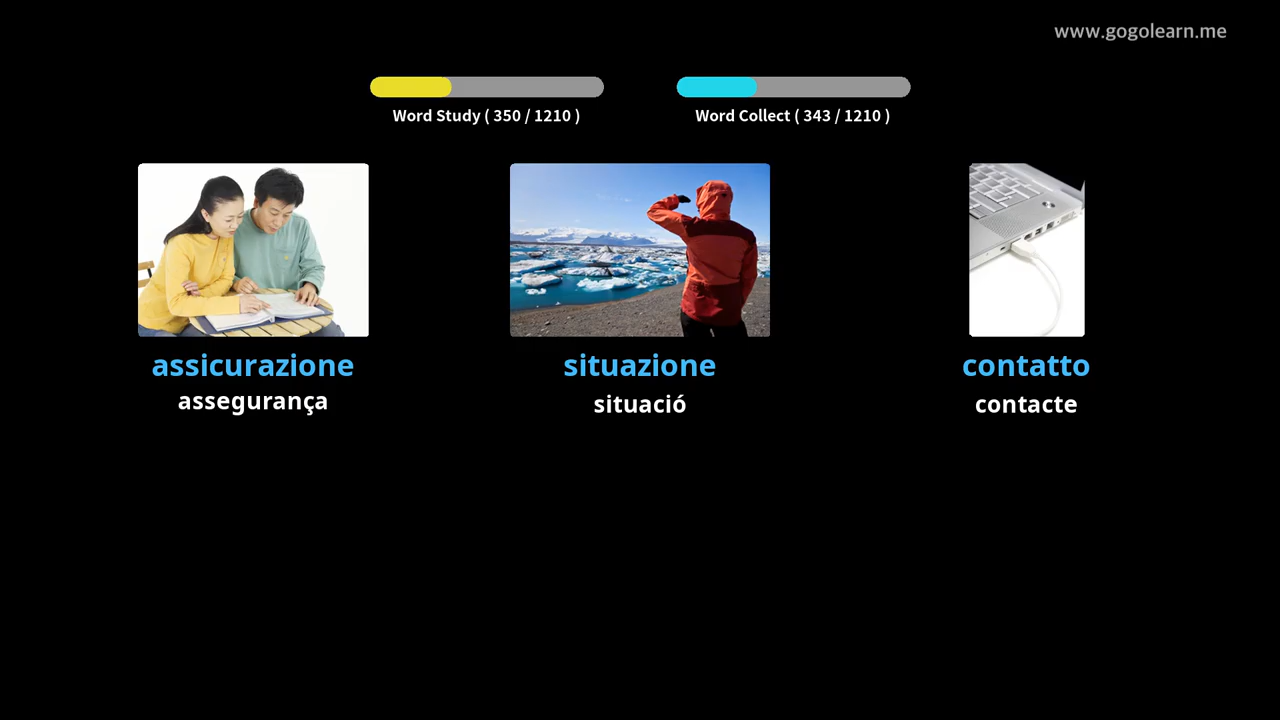 www.gogolearn.me
Word Study ( 350 / 1210 )
Word Collect ( 343 / 1210 )
assicurazione
assegurança
situazione
situació
contatto
contacte